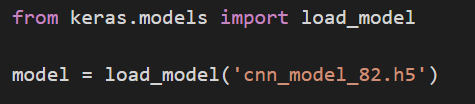 from keras.models import load_model
model = load_model('cnn_model_82.h5')